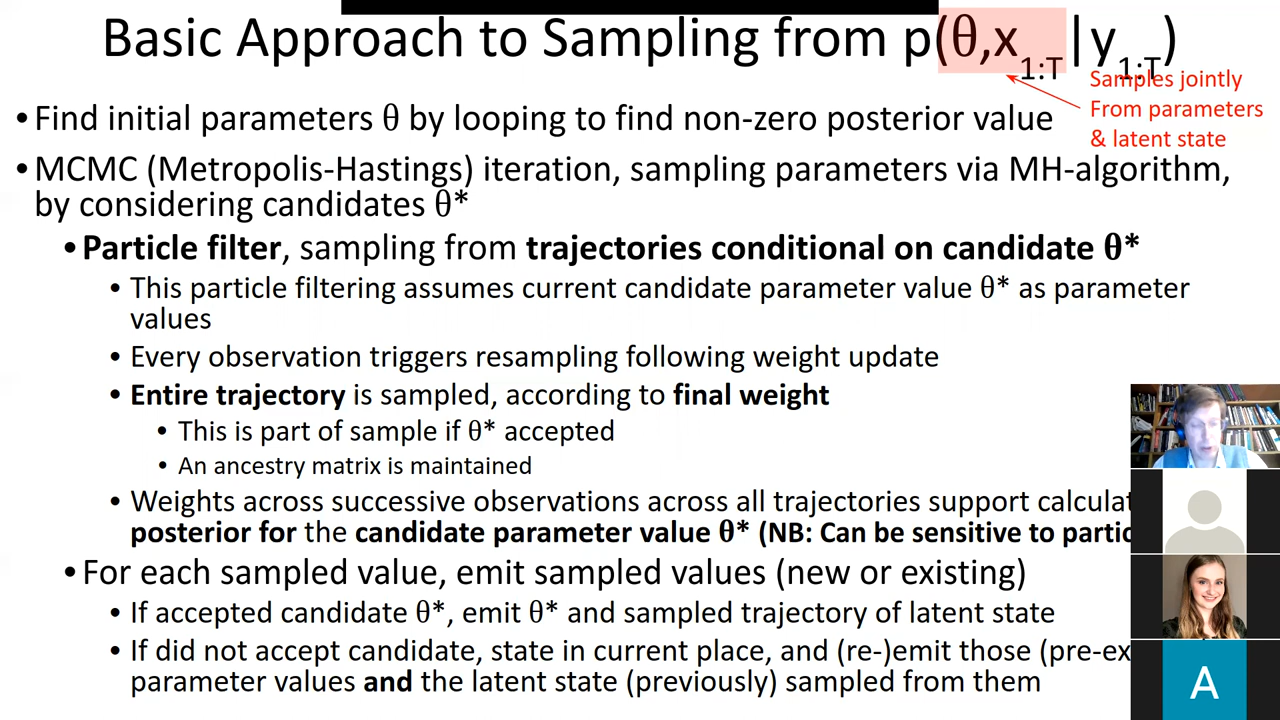 Basic Approach to Sampling from p(θ,x1:T|y1:T)
Samples jointly
From parameters
& latent state
•Find initial parameters θ by looping to find non-zero posterior value
•MCMC (Metropolis-Hastings) iteration, sampling parameters via MH-algorithm,
by considering candidates θ*
•Particle filter, sampling from trajectories conditional on candidate θ*
• This particle filtering assumes current candidate parameter value θ* as parameter
values
• Every observation triggers resampling following weight update
• Entire trajectory is sampled, according to final weight
• This is part of sample if θ* accepted
• An ancestry matrix is maintained
• Weights across successive observations across all trajectories support
posterior for the candidate parameter value θ* (NB: Can be sensitive to
•For each sampled value, emit sampled values (new or existing)
• If accepted candidate θ*, emit θ* and sampled trajectory of latent state
• If did not accept candidate, state in current place, and (re-)emit those
parameter values and the latent state (previously) sampled from them
A